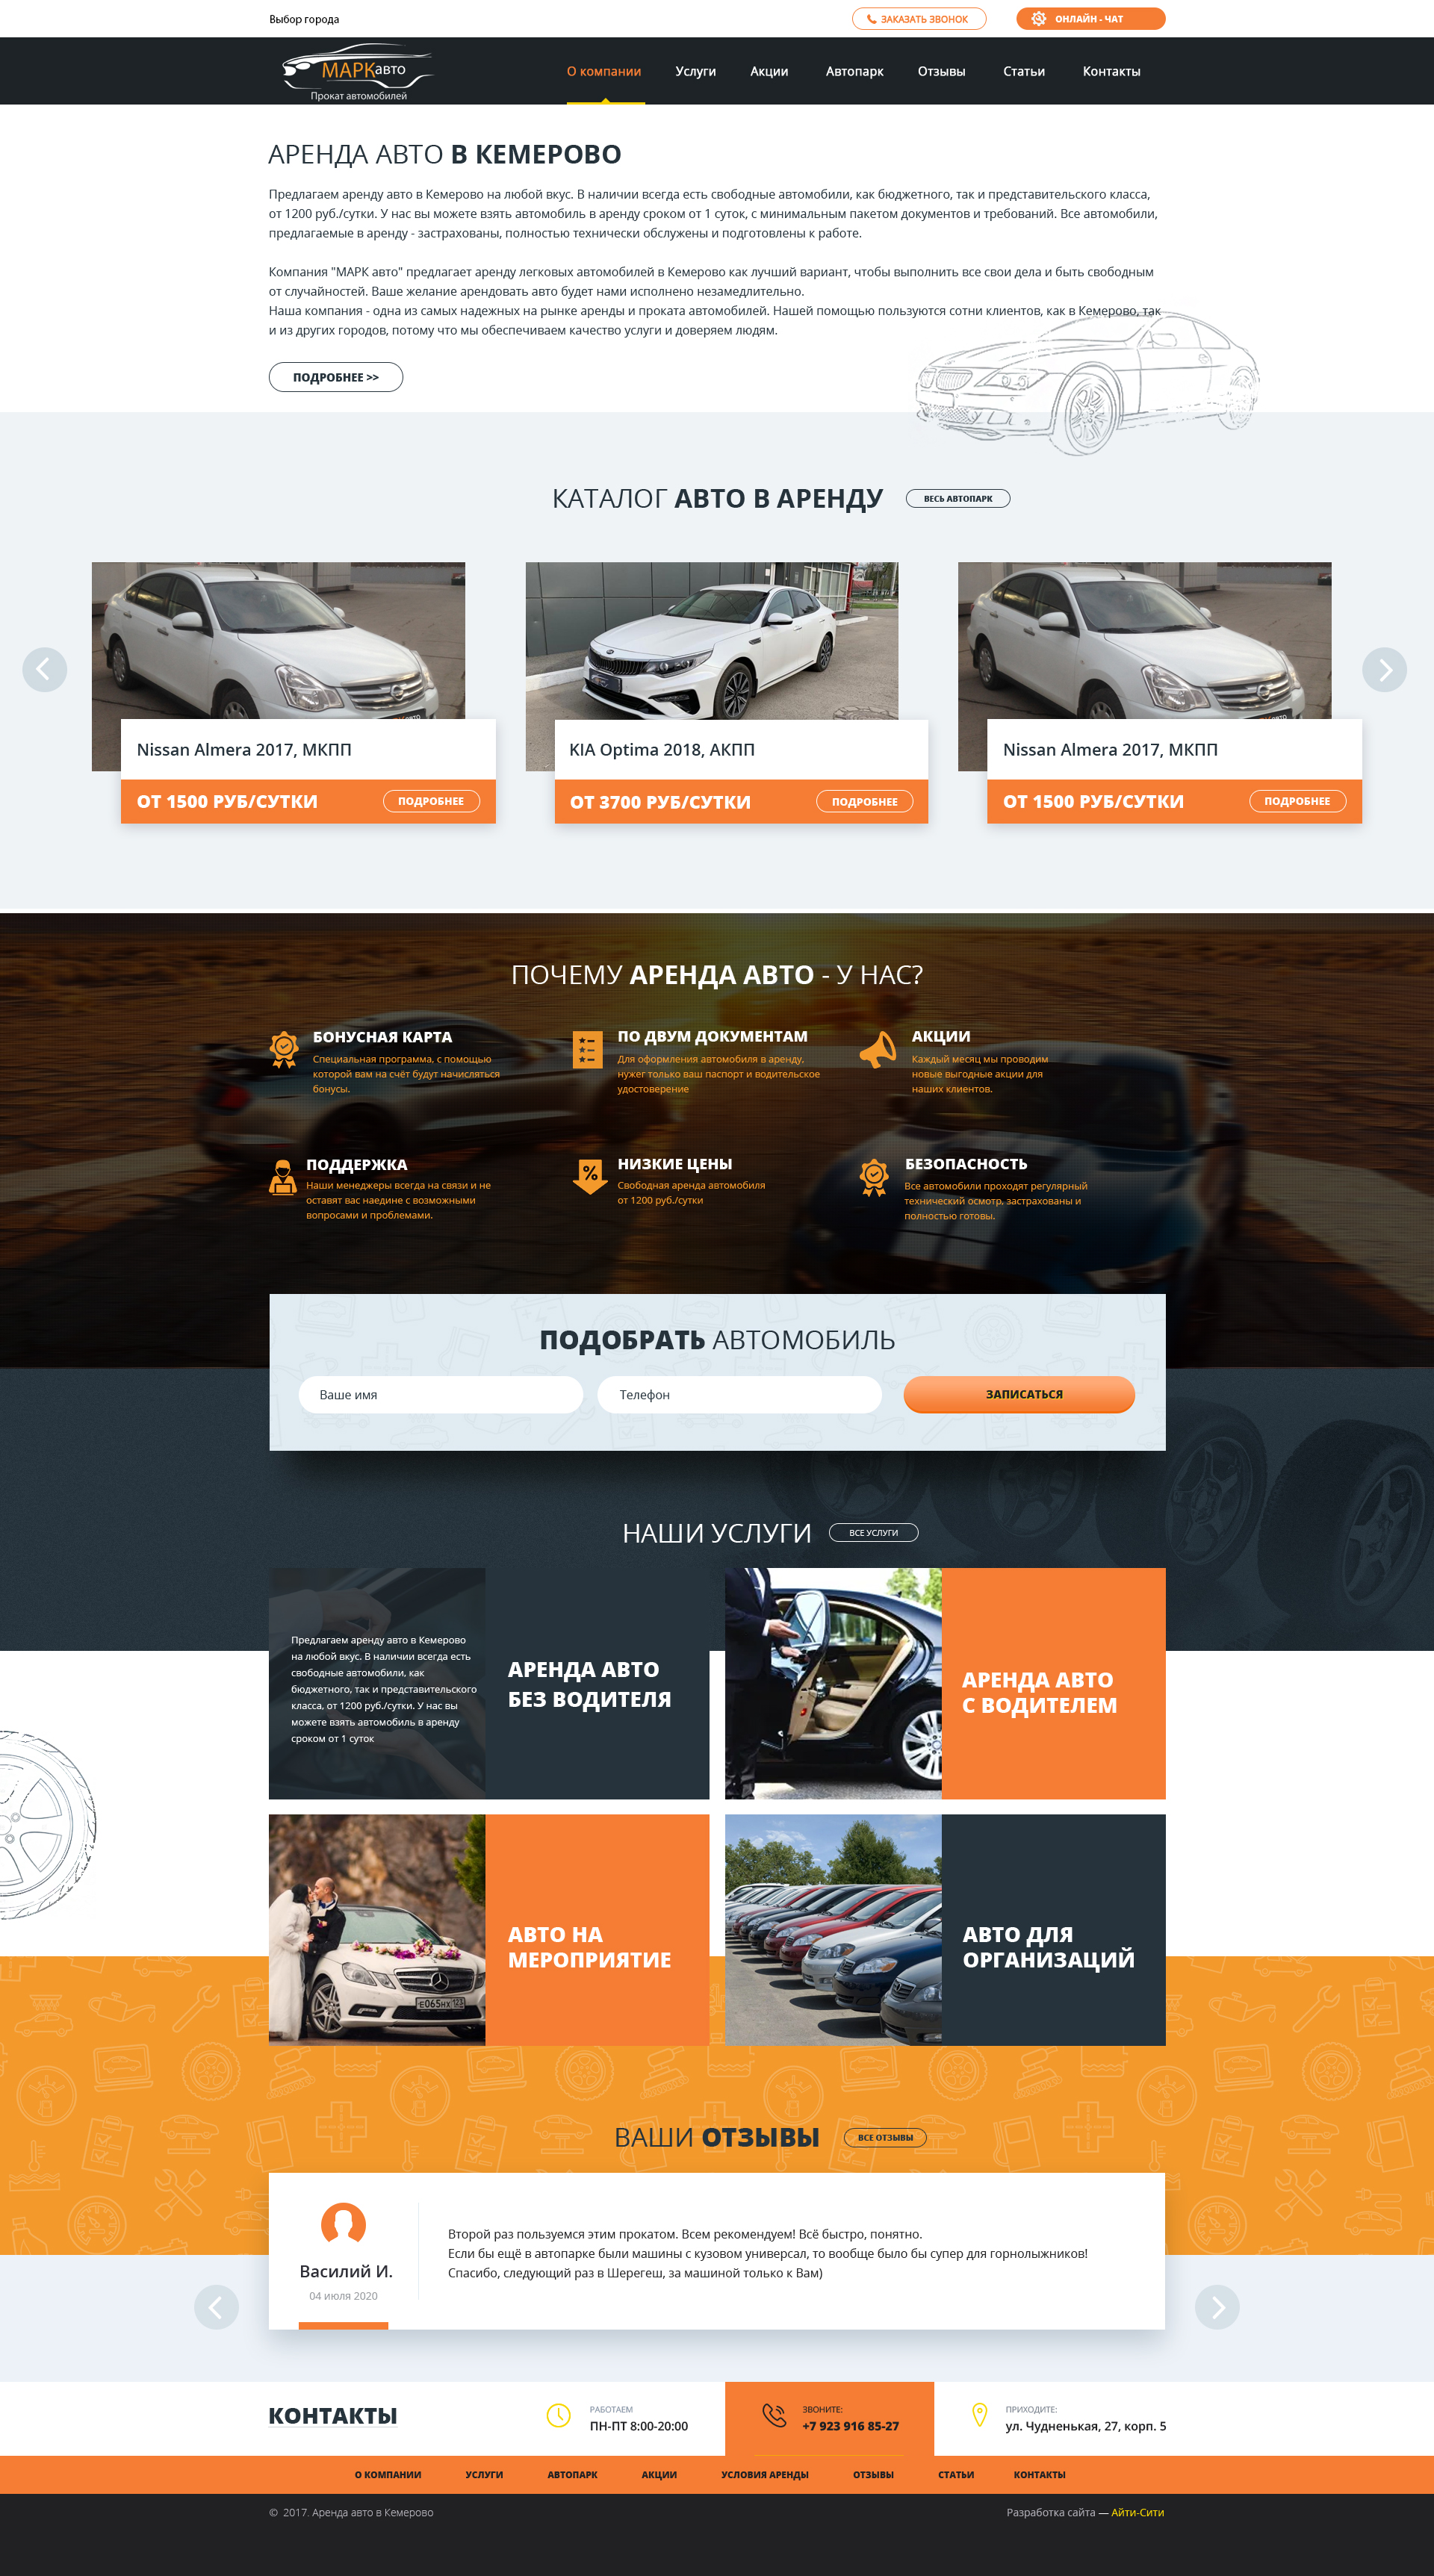 Выбор города
ЗАКАЗАТЬ ЗВОНОК
ОНЛАЙН - ЧАТ
МАРКавто
Прокат автомобилей
О компании
Услуги
Акции
Автопарк
Отзывы
Статьи
Контакты
АРЕНДА АВТО В КЕМЕРОВО
Предлагаем аренду авто в Кемерово на любой вкус. В наличии всегда есть свободные автомобили, как бюджетного, так и представительского класса,
от 1200 руб./сутки. У нас вы можете взять автомобиль в аренду сроком от 1 суток, с минимальным пакетом документов и требований. Все автомобили,
предлагаемые в аренду - застрахованы, полностью технически обслужены и подготовлены к работе.
Компания "МАРК авто" предлагает аренду легковых автомобилей в Кемерово как лучший вариант, чтобы выполнить все свои дела и быть свободным
от случайностей. Ваше желание арендовать авто будет нами исполнено незамедлительно.
Наша компания - одна из самых надежных на рынке аренды и проката автомобилей. Нашей помощью пользуются сотни клиентов, как в Кемерово, так
и из других городов, потому что мы обеспечиваем качество услуги и доверяем людям.
ПОДРОБНЕЕ >>
КАТАЛОГ АВТО В АРЕНДУ
ВЕСЬ АВТОПАРК
Nissan Almera 2017, МКПП
ОТ 1500 РУБ/СУТКИ
ПОДРОБНЕЕ
KIA Optima 2018, АКПП
ОТ 3700 РУБ/СУТКИ
ПОДРОБНЕЕ
Nissan Almera 2017, МКПП
ОТ 1500 РУБ/СУТКИ
ПОДРОБНЕЕ
ПОЧЕМУ АРЕНДА АВТО - У НАС?
БОНУСНАЯ КАРТА
Специальная программа, с помощью
которой вам на счёт будут начисляться
бонусы.
ПО ДВУМ ДОКУМЕНТАМ
Для оформления автомобиля в аренду,
нужег только ваш паспорт и водительское
удостоверение
АКЦИИ
Каждый месяц мы проводим
новые выгодные акции для
наших клиентов.
ПОДДЕРЖКА
Наши менеджеры всегда на связи и не
оставят вас наедине с возможными
вопросами и проблемами.
НИЗКИЕ ЦЕНЫ
Свободная аренда автомобиля
от 1200 руб./сутки
БЕЗОПАСНОСТЬ
Все автомобили проходят регулярный
технический осмотр, застрахованы и
полностью готовы.
ПОДОБРАТЬ АВТОМОБИЛЬ
Ваше имя
Телефон
ЗАПИСАТЬСЯ
НАШИ УСЛУГИ
ВСЕ УСЛУГИ
Предлагаем аренду авто в Кемерово
на любой вкус. В наличии всегда есть
свободные автомобили, как
бюджетного, так и представительского
класса, от 1200 руб./сутки. У нас вы
можете взять автомобиль в аренду
сроком от 1 суток
АРЕНДА АВТО
БЕЗ ВОДИТЕЛЯ
АРЕНДА АВТО
С ВОДИТЕЛЕМ
Е065НХ 123
АВТО НА
МЕРОПРИЯТИЕ
АВТО ДЛЯ
ОРГАНИЗАЦИЙ
ВАШИ ОТЗЫВЫ
ВСЕ ОТЗЫВЫ
Василий И.
04 июля 2020
Второй раз пользуемся этим прокатом. Всем рекомендуем! Всё быстро, понятно.
Если бы ещё в автопарке были машины с кузовом универсал, то вообще было бы супер для горнолыжников!
Спасибо, следующий раз в Шерегеш, за машиной только к Вам)
КОНТАКТЫ
РАБОТАЕМ
ПН-ПТ 8:00-20:00
ЗВОНИТЕ:
+7 923 916 85-27
ПРИХОДИТЕ:
ул. Чудненькая, 27, корп. 5
О КОМПАНИИ
УСЛУГИ
АВТОПАРК
АКЦИИ
УСЛОВИЯ АРЕНДЫ
ОТЗЫВЫ
СТАТЬИ
КОНТАКТЫ
© 2017. Аренда авто в Кемерово
Разработка сайта — Айти-Сити